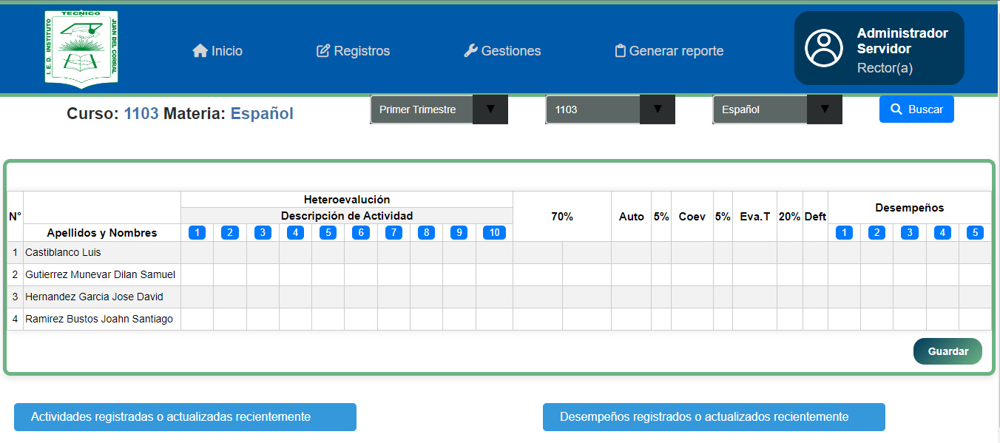 TECNICO
I. E. D. INSTITUTO
JUAN DEL CORRAL
Inicio
Registros
Gestiones
Generar reporte
Administrador
Servidor
Rector(a)
Curso: 1103 Materia: Español
Primer Trimestre ▼
1103 ▼
Español ▼
Buscar
N°
Apellidos y Nombres
Heteroevalución
Descripción de Actividad
1 2 3 4 5 6 7 8 9 10
70% Auto 5% Coev 5% Eva.T 20% Deft
Desempeños
1 2 3 4 5
1 Castiblanco Luis
2 Gutierrez Munevar Dilan Samuel
3 Hernandez Garcia Jose David
4 Ramirez Bustos Joahn Santiago
Guardar
Actividades registradas o actualizadas recientemente
Desempeños registrados o actualizados recientemente